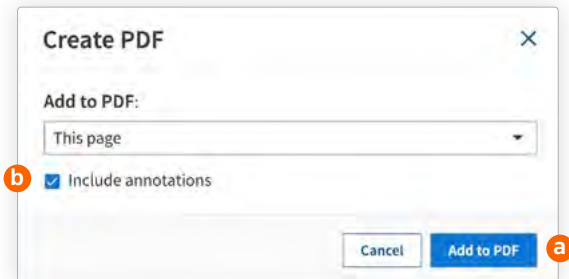 Create PDF
Add to PDF:
This page
b Include annotations
Cancel Add to PDF a